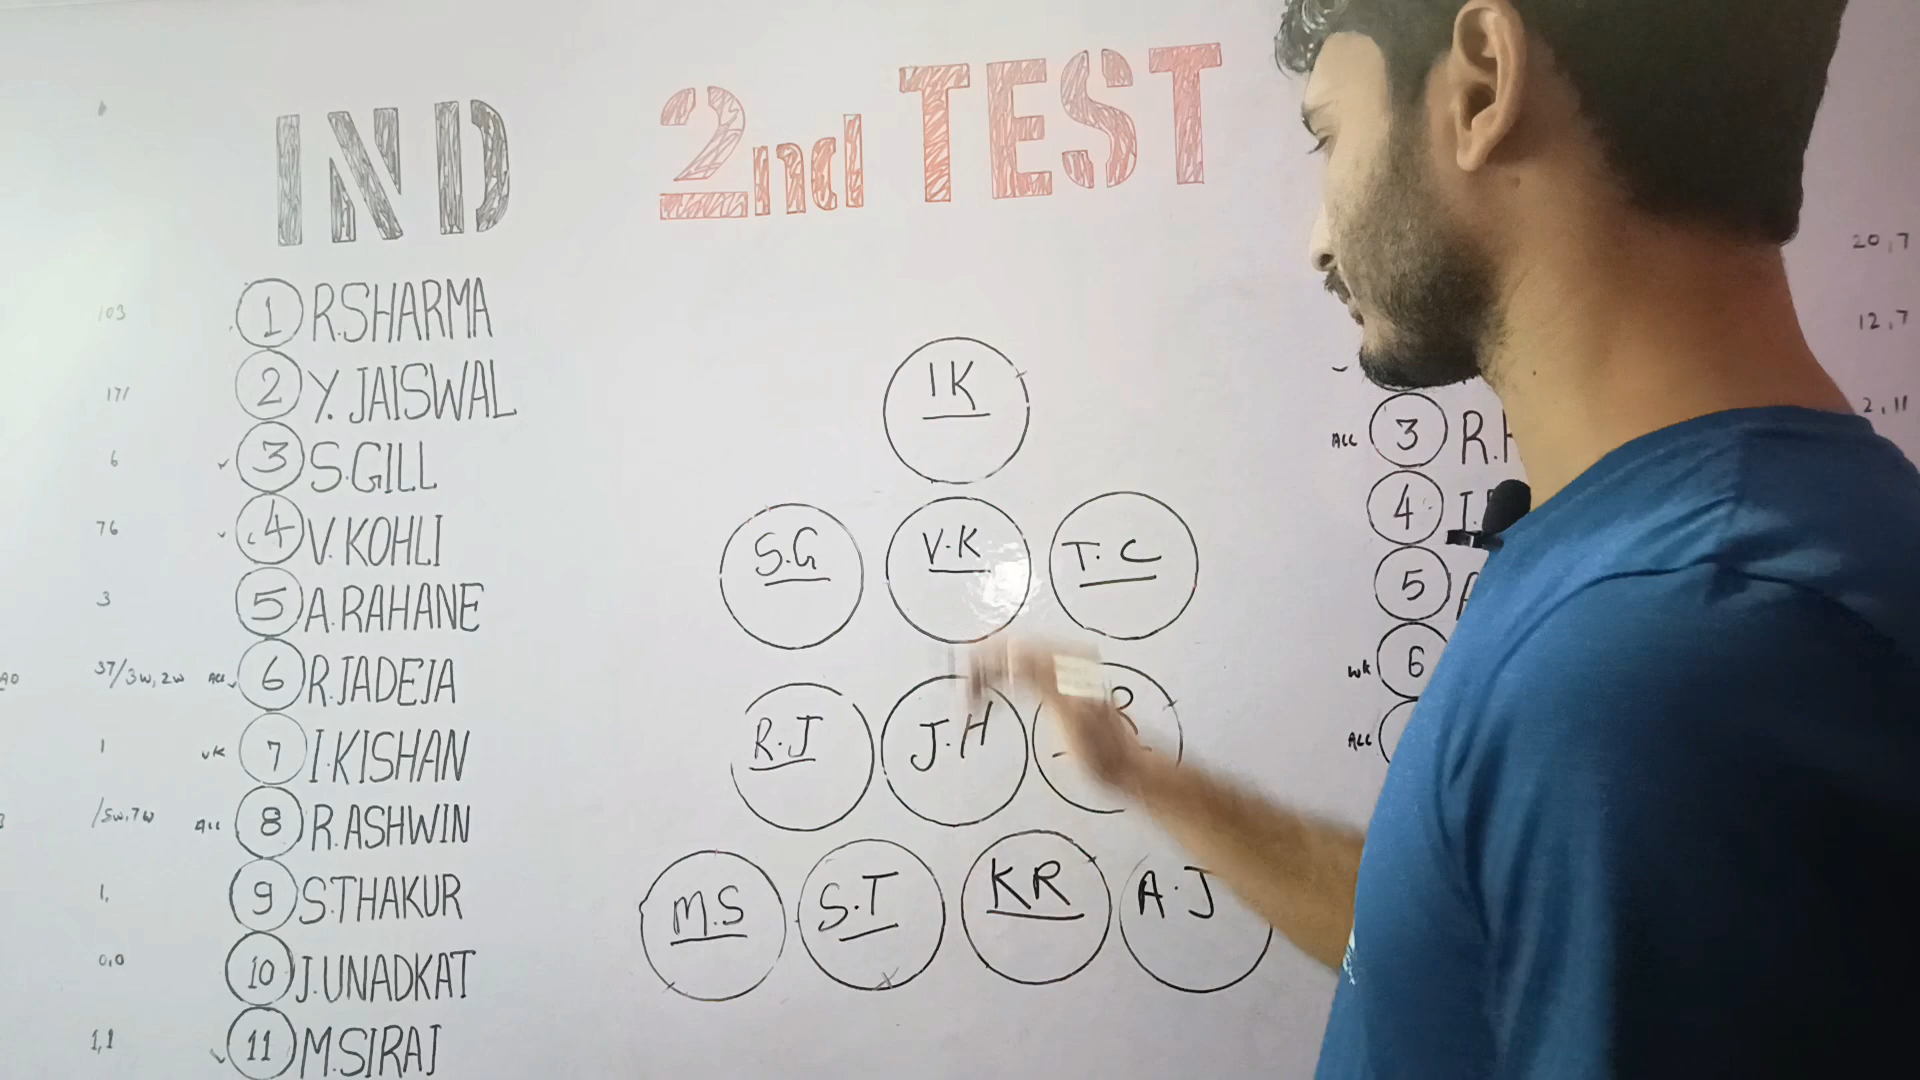 IND
2nd TEST
103 1 R.SHARMA
171 2 Y.JAISWAL
6 3 S.GILL
76 4 V.KOHLI
3 5 A.RAHANE
37/3w,2w ALL 6 R.JADEJA
1 wk 7 I.KISHAN
/5w,7w ALL 8 R.ASHWIN
1, 9 S.THAKUR
0,0 10 J.UNADKAT
1,1 11 M.SIRAJ
IK
S.G V.K T.C
R.J J.H R
M.S S.T KR A.J
20,7
12,7
2,11
ALL 3 R.
4 I.
5
wk 6
ALL